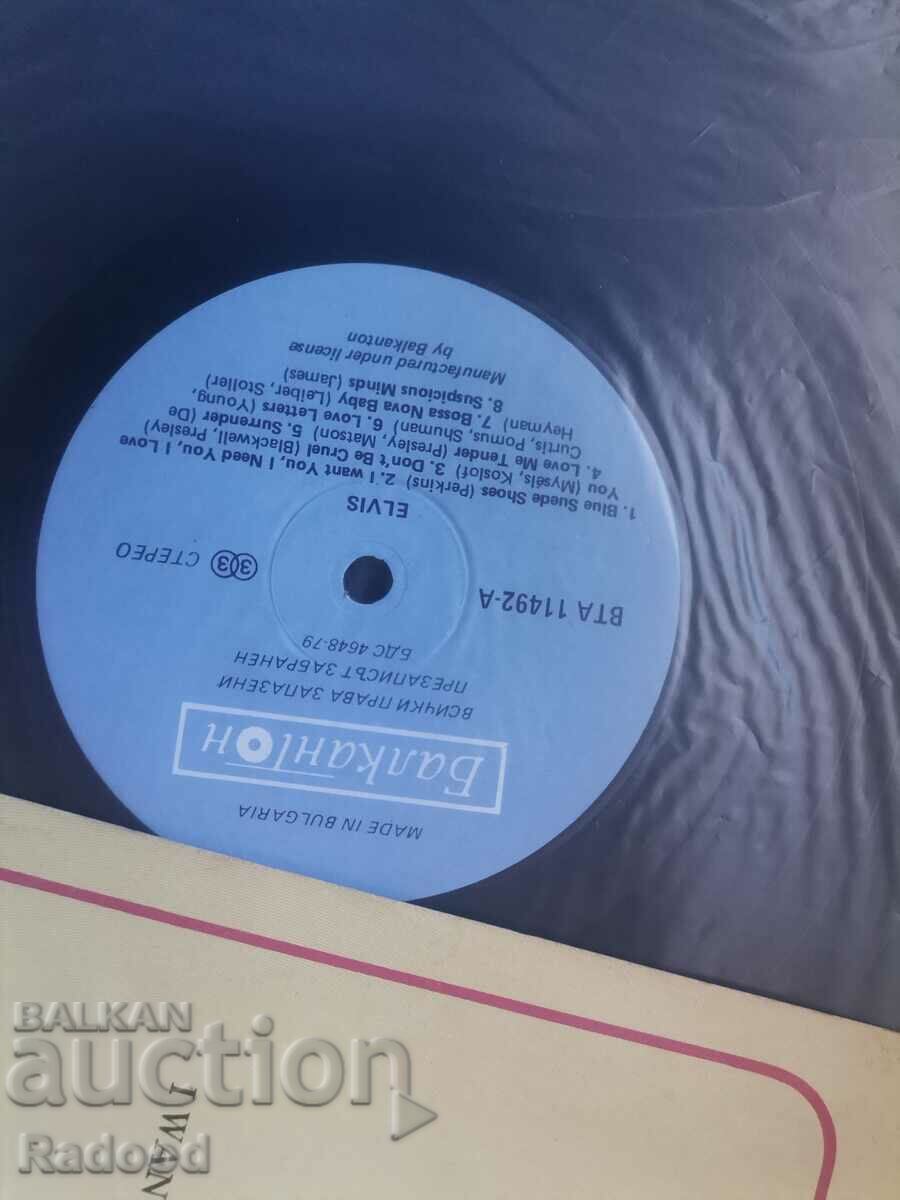 MADE IN BULGARIA
Балкантон
ВСИЧКИ ПРАВА ЗАПАЗЕНИ
ПРЕЗАПИСЪТ ЗАБРАНЕН
БДС 4648-79
ВТА 11492-А
33 СТЕРЕО
ELVIS
1. Blue Suede Shoes (Perkins) 2. I want You, I Need You, I Love
You (Mysels, Kosloff) 3. Don't Be Cruel (Blackwell, Presley)
4. Love Me Tender (Presley, Matson) 5. Surrender (De
Curtis, Pomus, Shuman) 6. Love Letters (Young,
Heyman) 7. Bossa Nova Baby (Leiber, Stoller)
8. Suspicious Minds (James)
Manufactured under license
by Balkanton
I WAN
BALKAN
auction
Radood